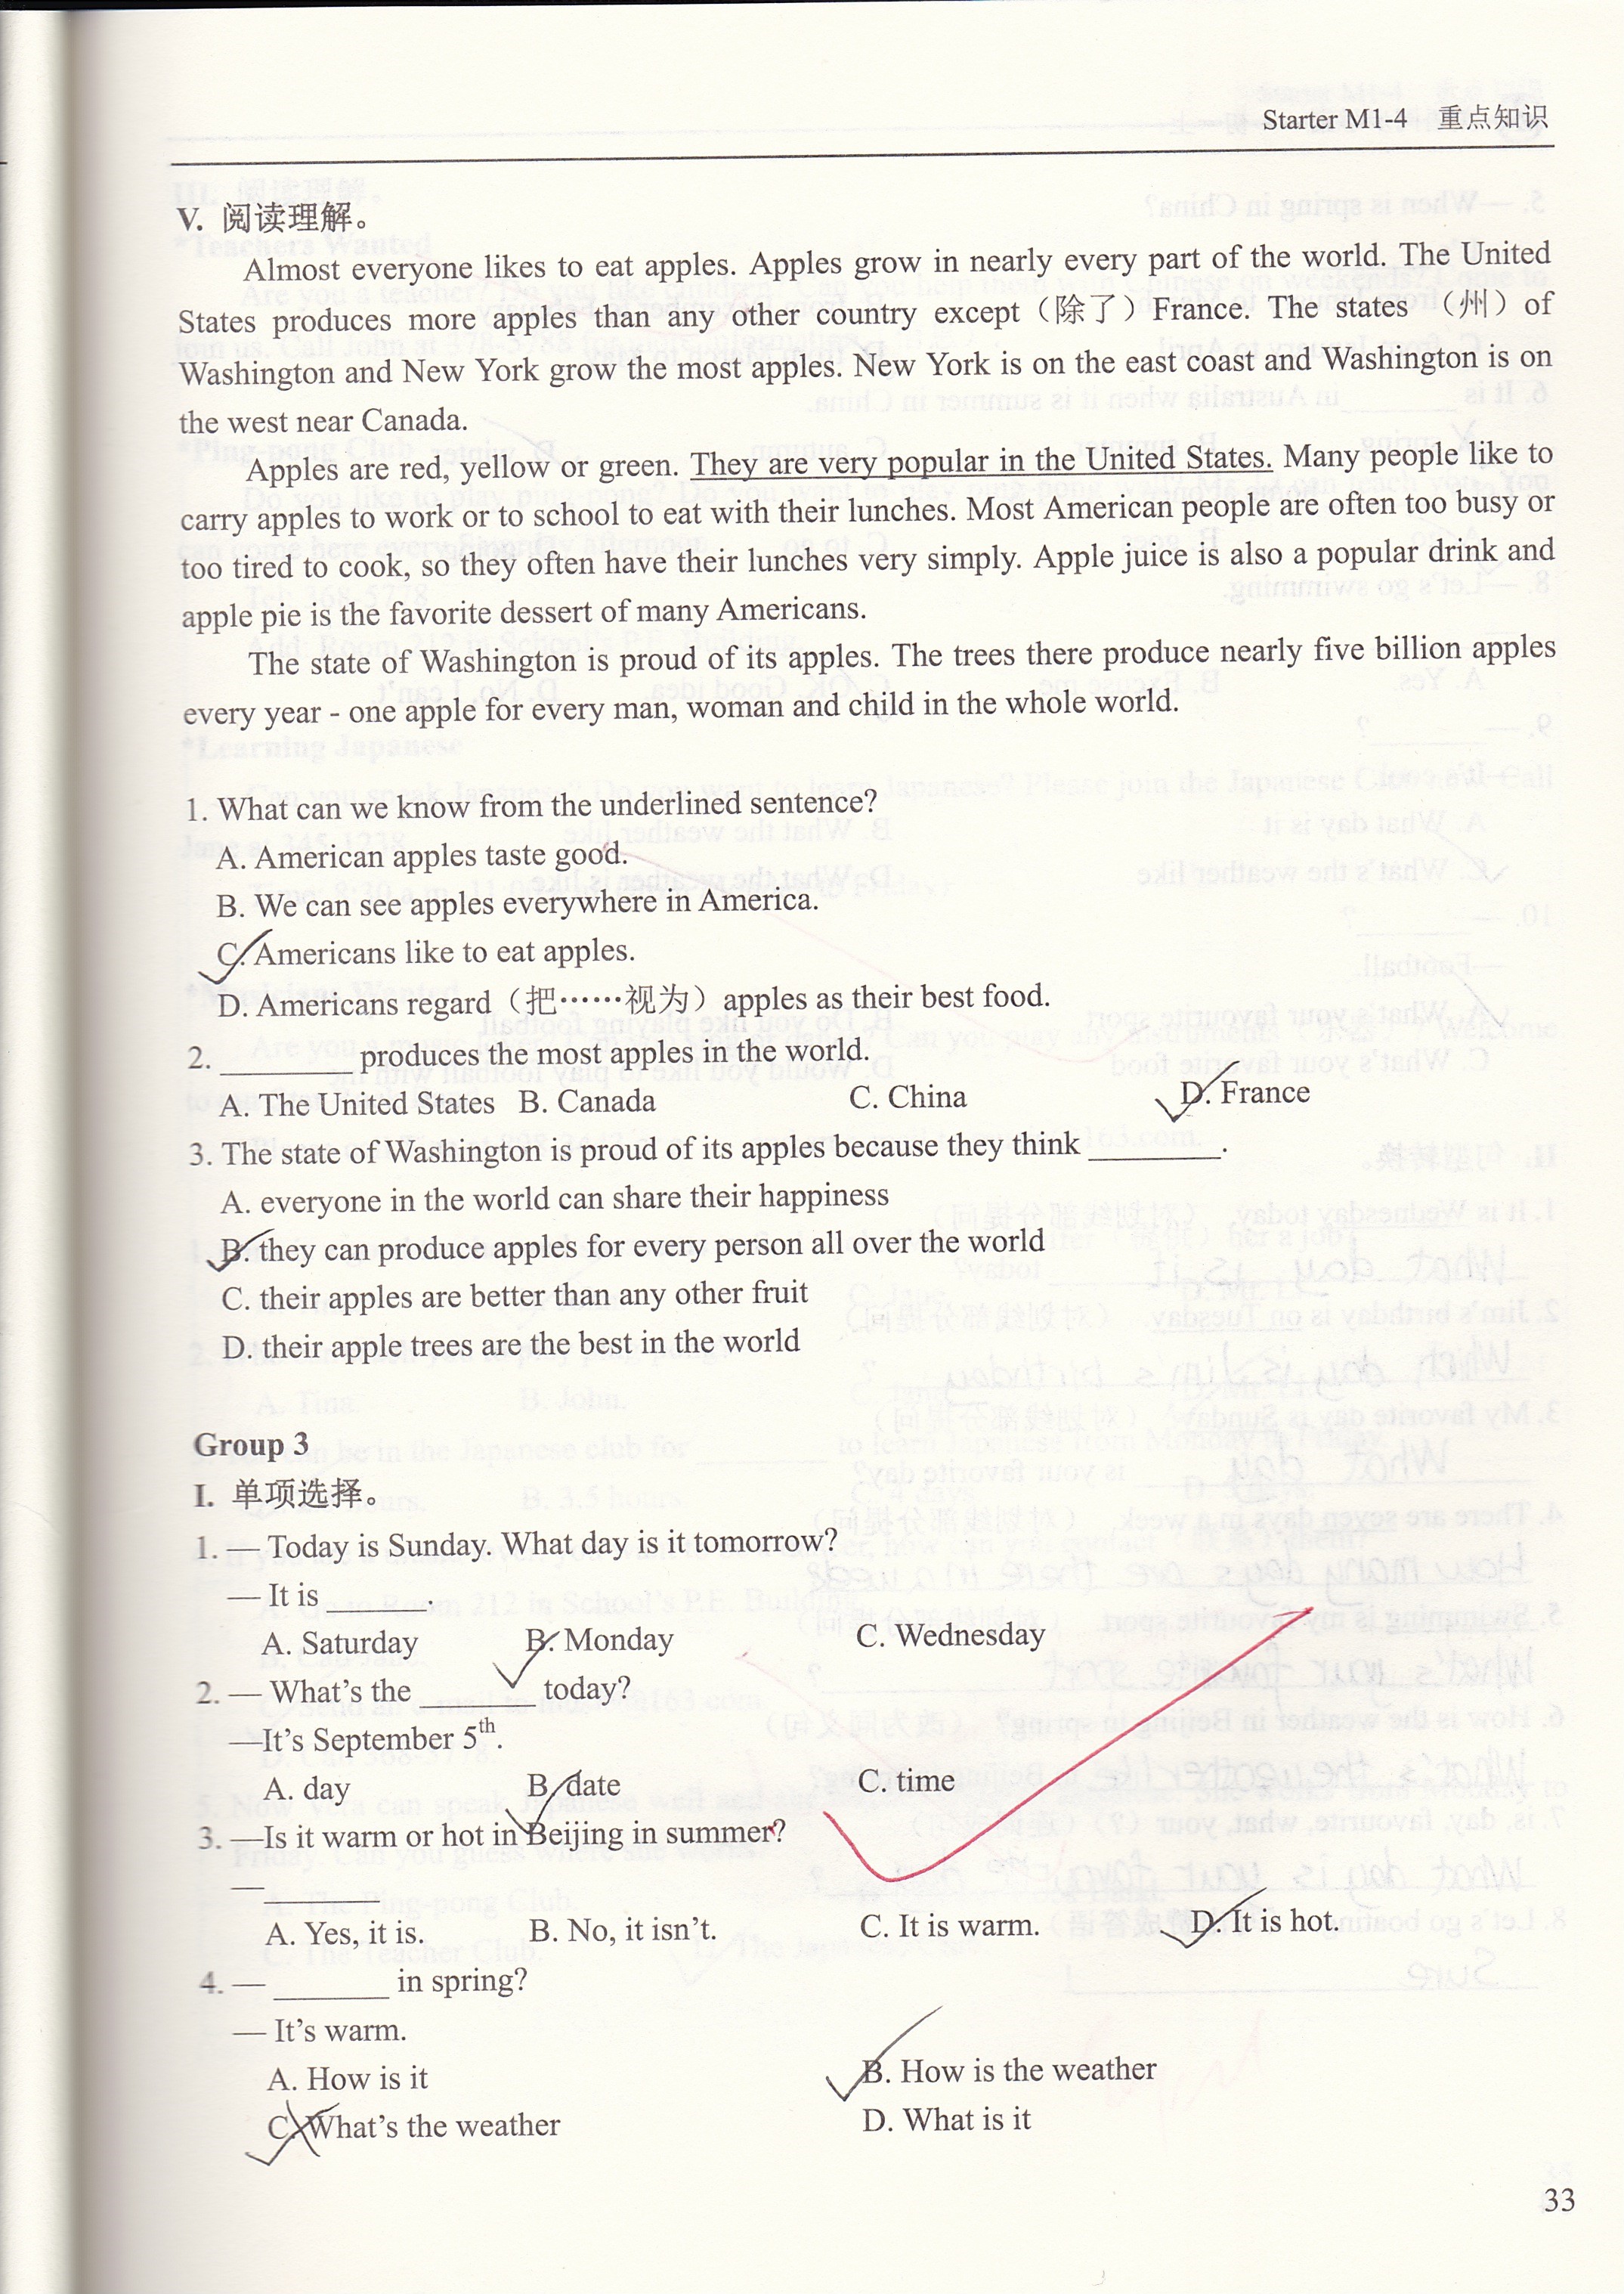 Starter M1-4 重点知识
V. 阅读理解。
Almost everyone likes to eat apples. Apples grow in nearly every part of the world. The United
States produces more apples than any other country except（除了）France. The states （州）of
Washington and New York grow the most apples. New York is on the east coast and Washington is on
the west near Canada.
Apples are red, yellow or green. They are very popular in the United States. Many people like to
carry apples to work or to school to eat with their lunches. Most American people are often too busy or
too tired to cook, so they often have their lunches very simply. Apple juice is also a popular drink and
apple pie is the favorite dessert of many Americans.
The state of Washington is proud of its apples. The trees there produce nearly five billion apples
every year - one apple for every man, woman and child in the whole world.
1. What can we know from the underlined sentence?
A. American apples taste good.
B. We can see apples everywhere in America.
C. Americans like to eat apples.
D. Americans regard（把……视为）apples as their best food.
2. ________ produces the most apples in the world.
A. The United States B. Canada C. China D. France
3. The state of Washington is proud of its apples because they think ________.
A. everyone in the world can share their happiness
B. they can produce apples for every person all over the world
C. their apples are better than any other fruit
D. their apple trees are the best in the world
Group 3
I. 单项选择。
1. — Today is Sunday. What day is it tomorrow?
— It is ______.
A. Saturday B. Monday C. Wednesday
2. — What's the _______ today?
—It's September 5th.
A. day B. date C. time
3. —Is it warm or hot in Beijing in summer?
—_______
A. Yes, it is. B. No, it isn't. C. It is warm. D. It is hot.
4. — _______ in spring?
— It's warm.
A. How is it B. How is the weather
C. What's the weather D. What is it
33